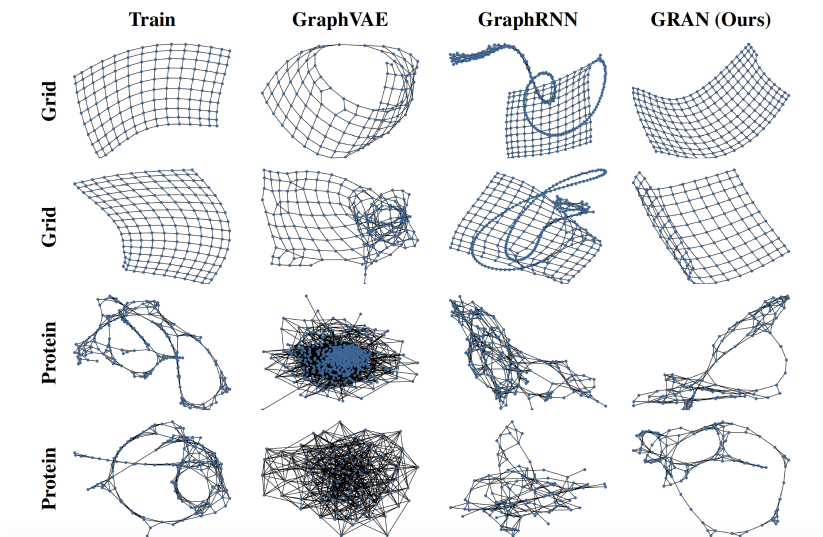 Train GraphVAE GraphRNN GRAN (Ours)
Grid
Grid
Protein
Protein